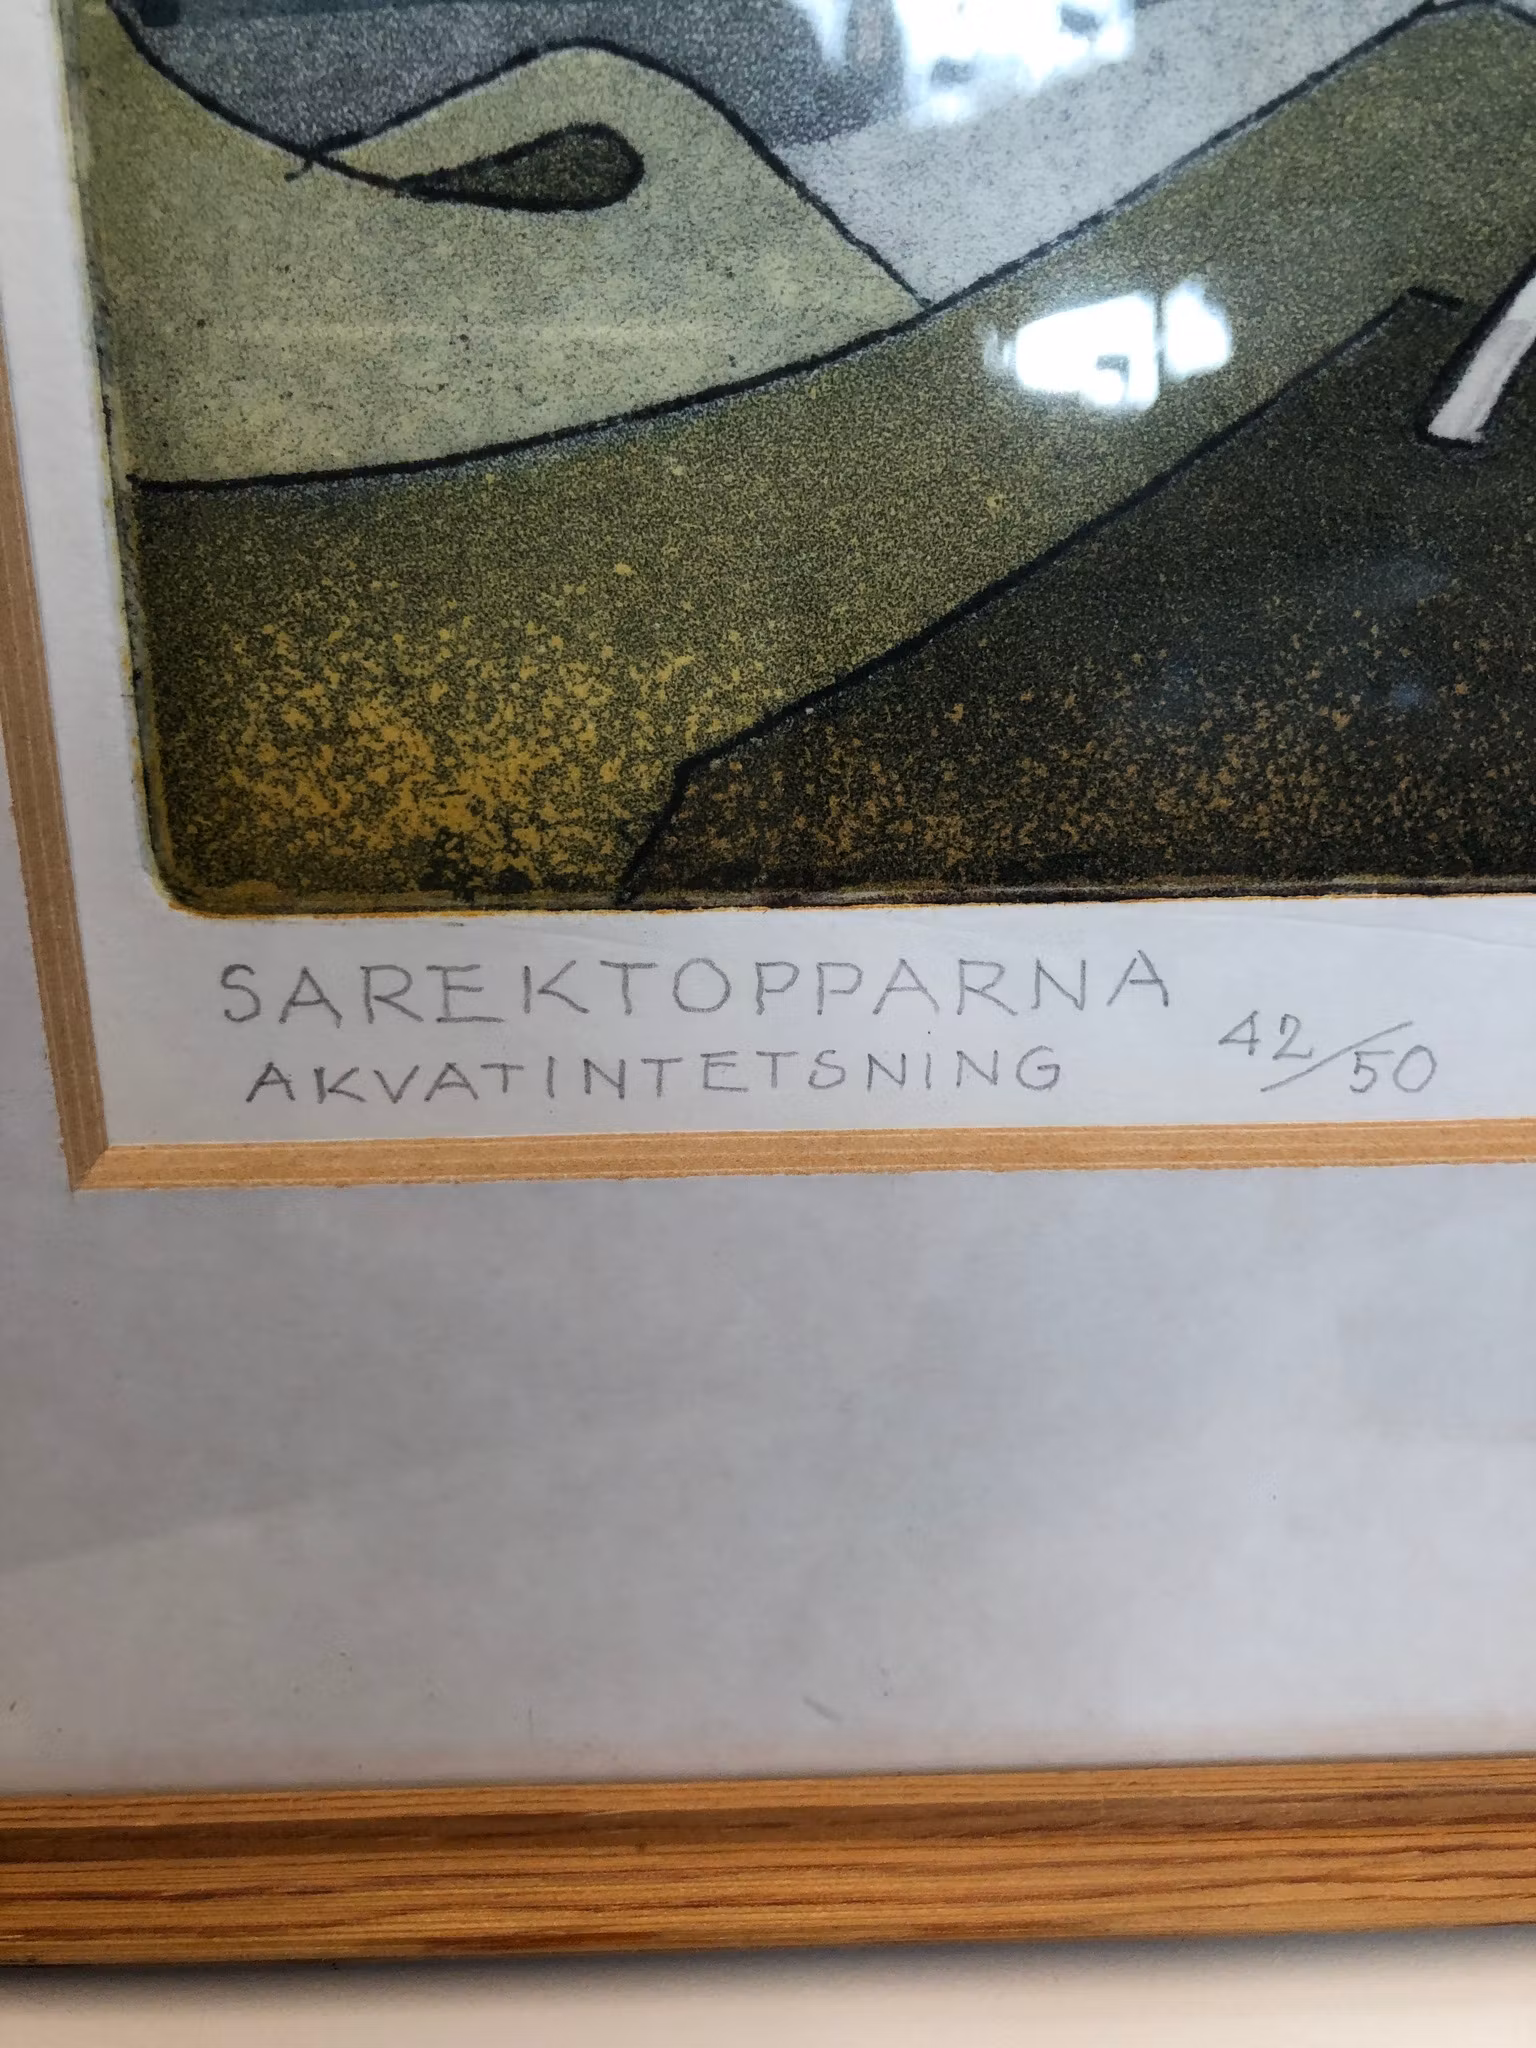 SAREKTOPPARNA
AKVATINTETSNING 42/50